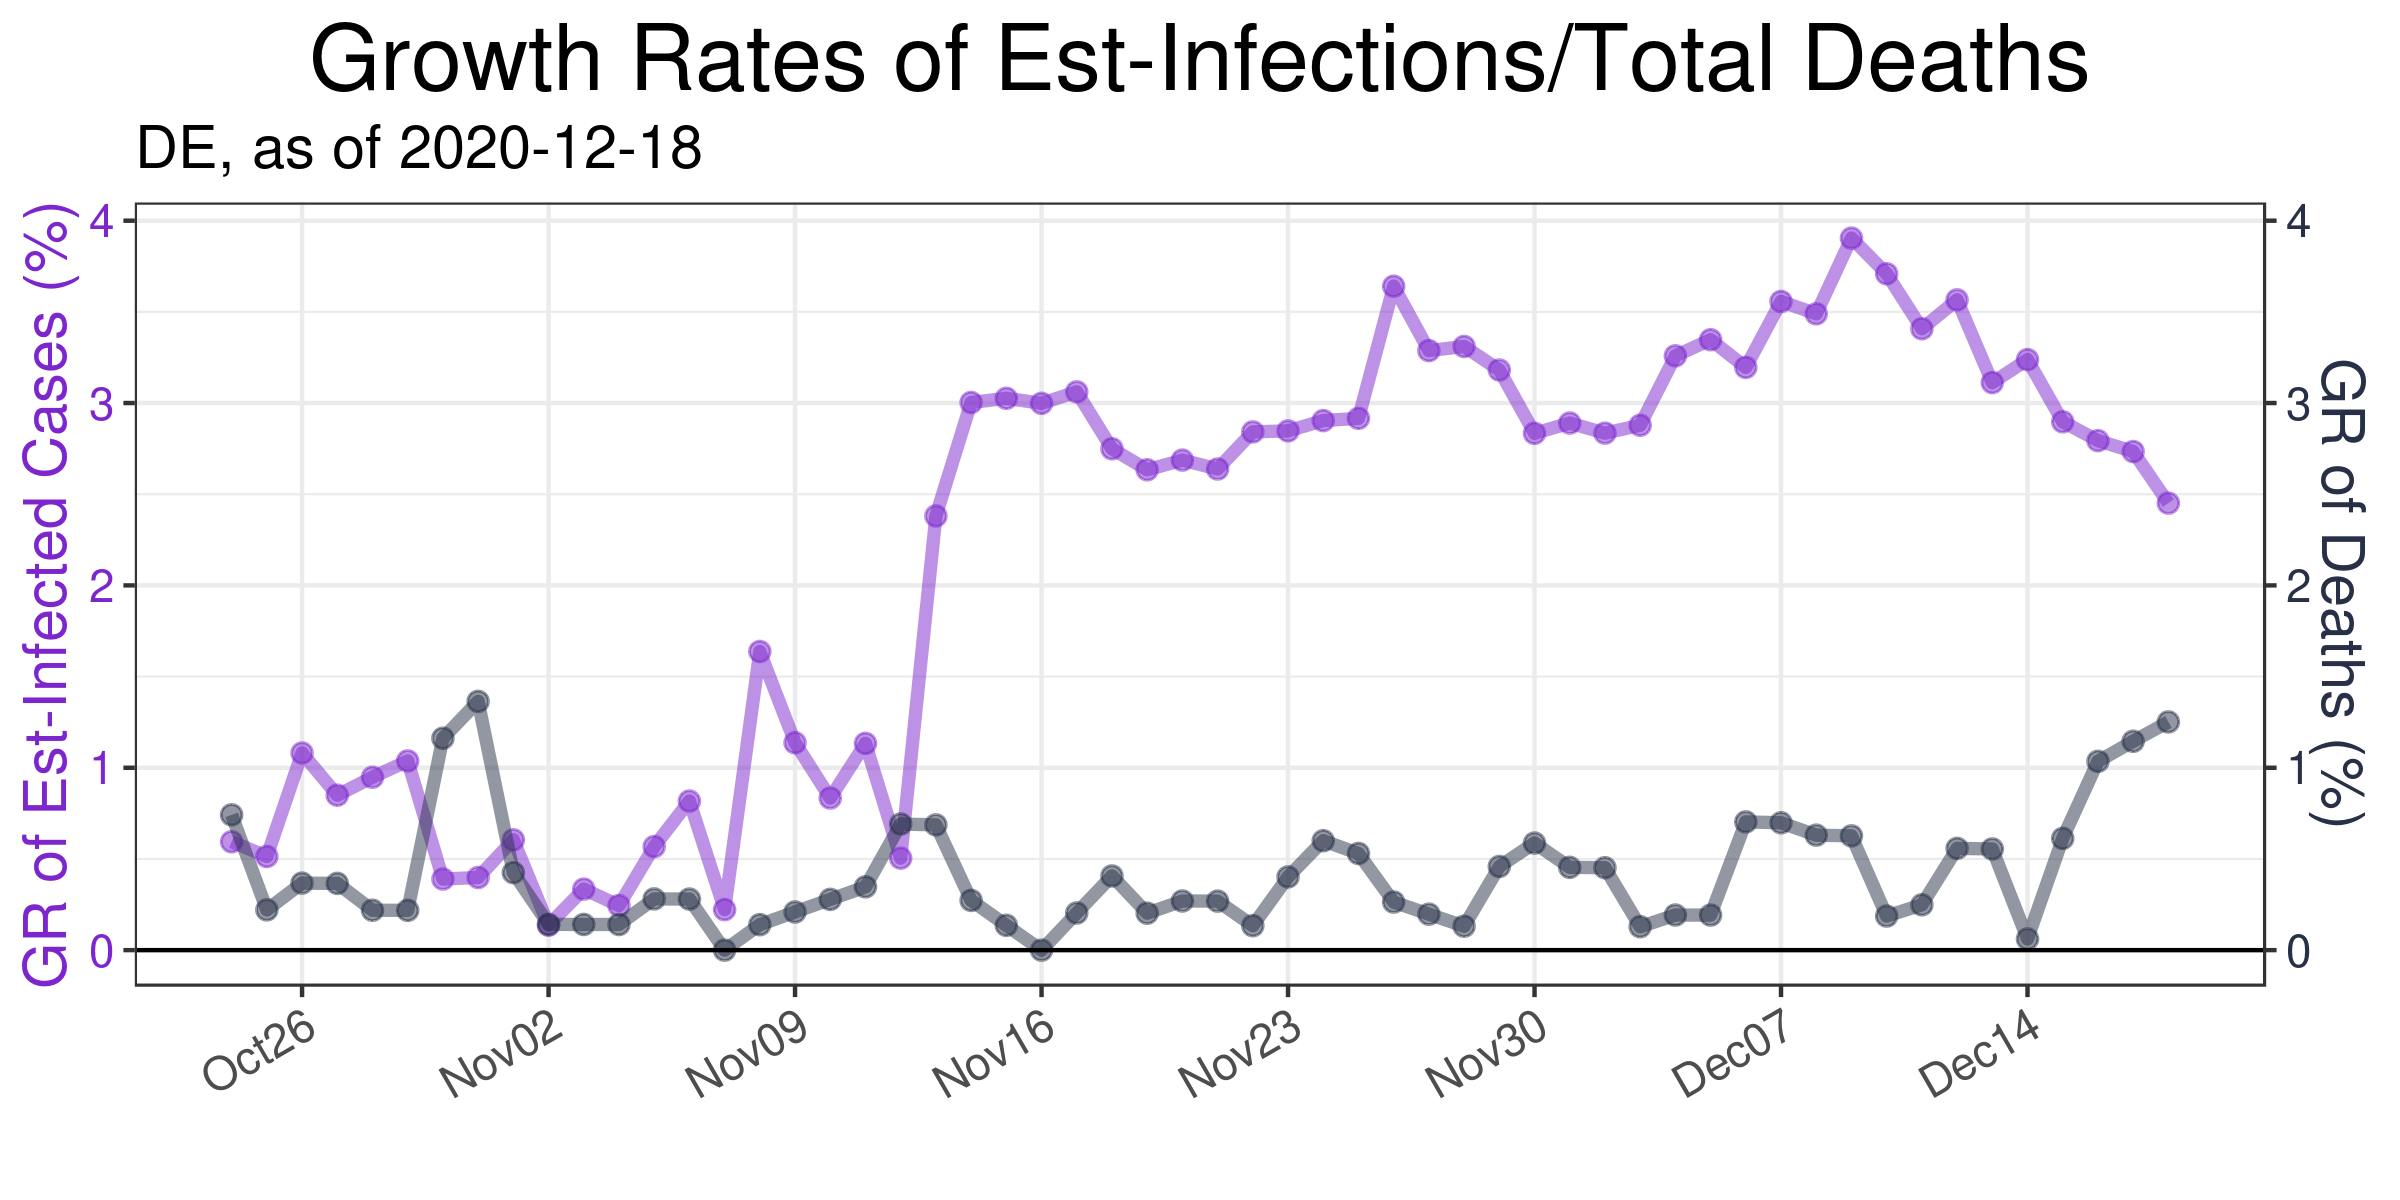 Growth Rates of Est-Infections/Total Deaths
DE, as of 2020-12-18
GR of Est-Infected Cases (%)
4
3
2
1
0
4
3
2
1
0
GR of Deaths (%)
Oct26
Nov02
Nov09
Nov16
Nov23
Nov30
Dec07
Dec14